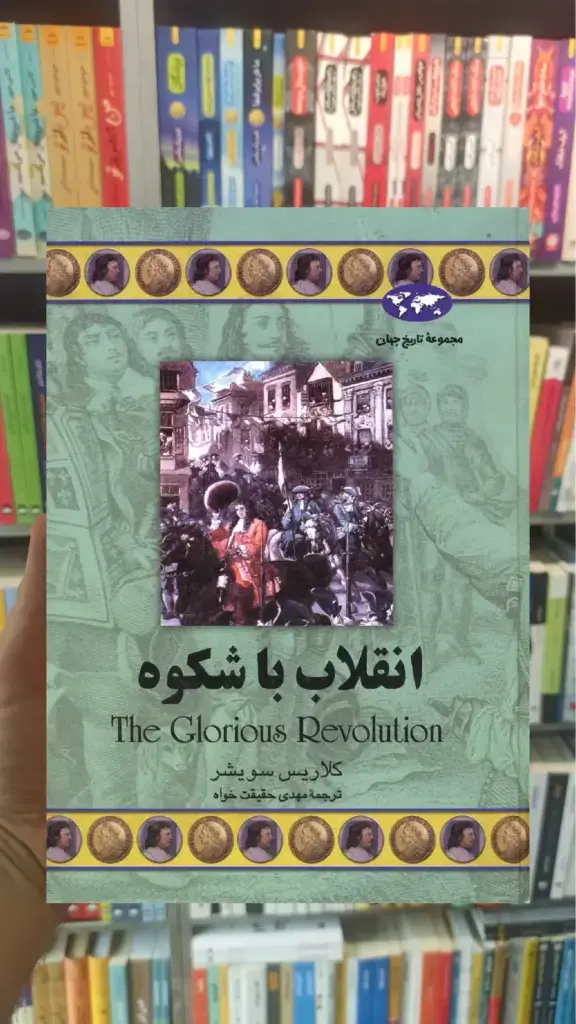 مجموعهٔ تاریخ جهان
انقلاب با شکوه
The Glorious Revolution
کلاریس سویشر
ترجمهٔ مهدی حقیقت خواه